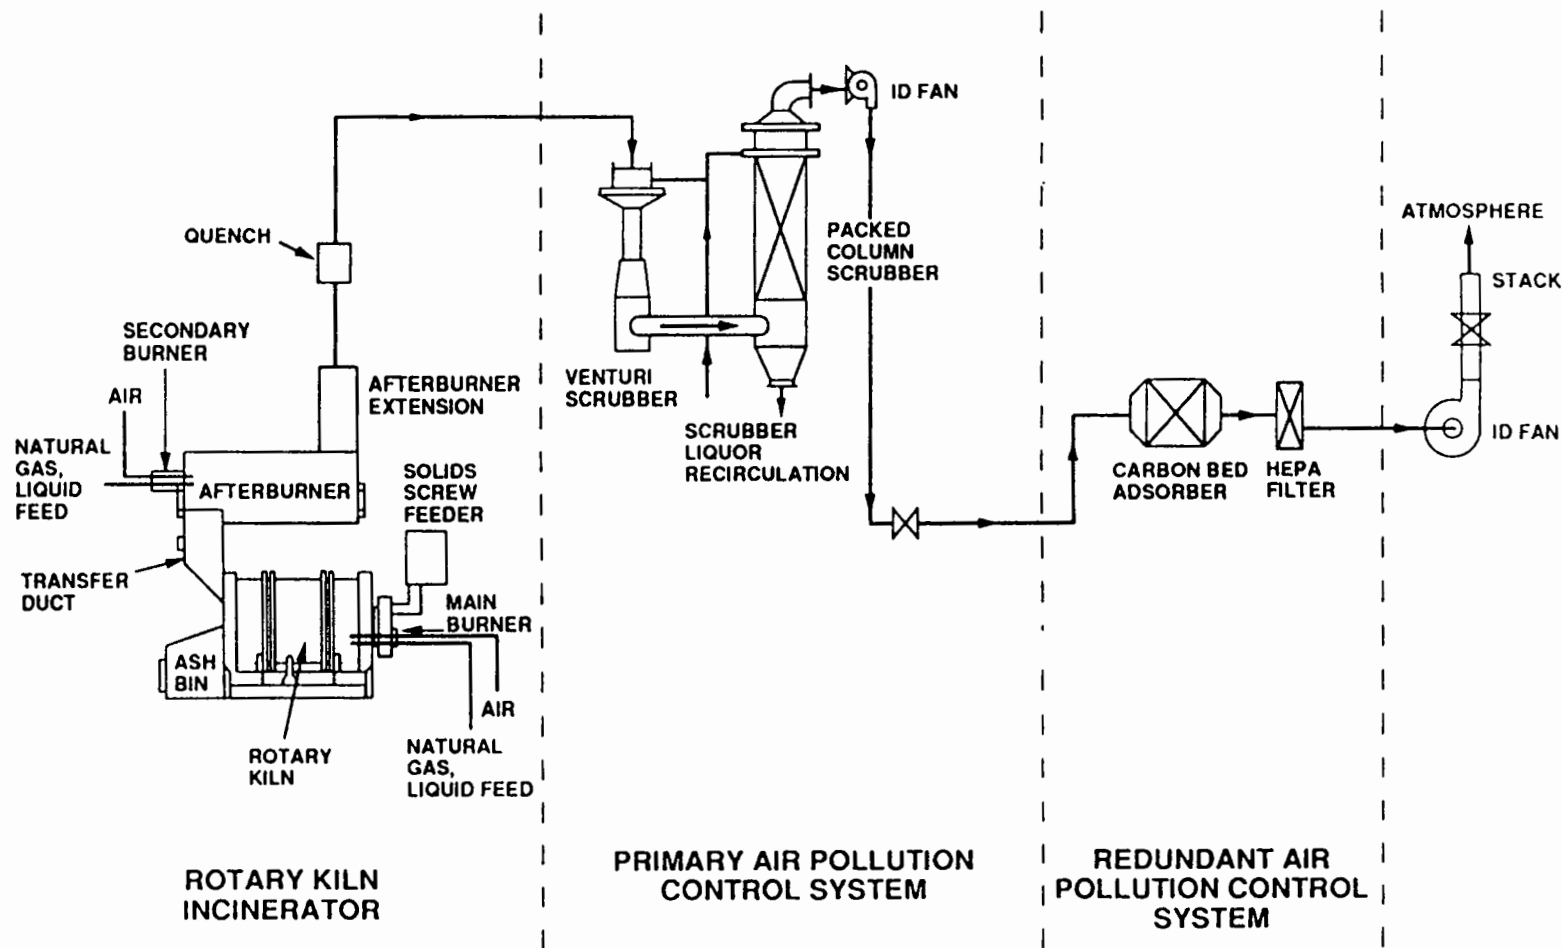 ID FAN
QUENCH
PACKED
COLUMN
SCRUBBER
ATMOSPHERE
STACK
SECONDARY
BURNER
AIR
AFTERBURNER
EXTENSION
VENTURI
SCRUBBER
NATURAL
GAS,
LIQUID
FEED
AFTERBURNER
SOLIDS
SCREW
FEEDER
SCRUBBER
LIQUOR
RECIRCULATION
CARBON BED
ADSORBER
HEPA
FILTER
ID FAN
TRANSFER
DUCT
MAIN
BURNER
ASH
BIN
AIR
ROTARY
KILN
NATURAL
GAS,
LIQUID FEED
ROTARY KILN
INCINERATOR
PRIMARY AIR POLLUTION
CONTROL SYSTEM
REDUNDANT AIR
POLLUTION CONTROL
SYSTEM